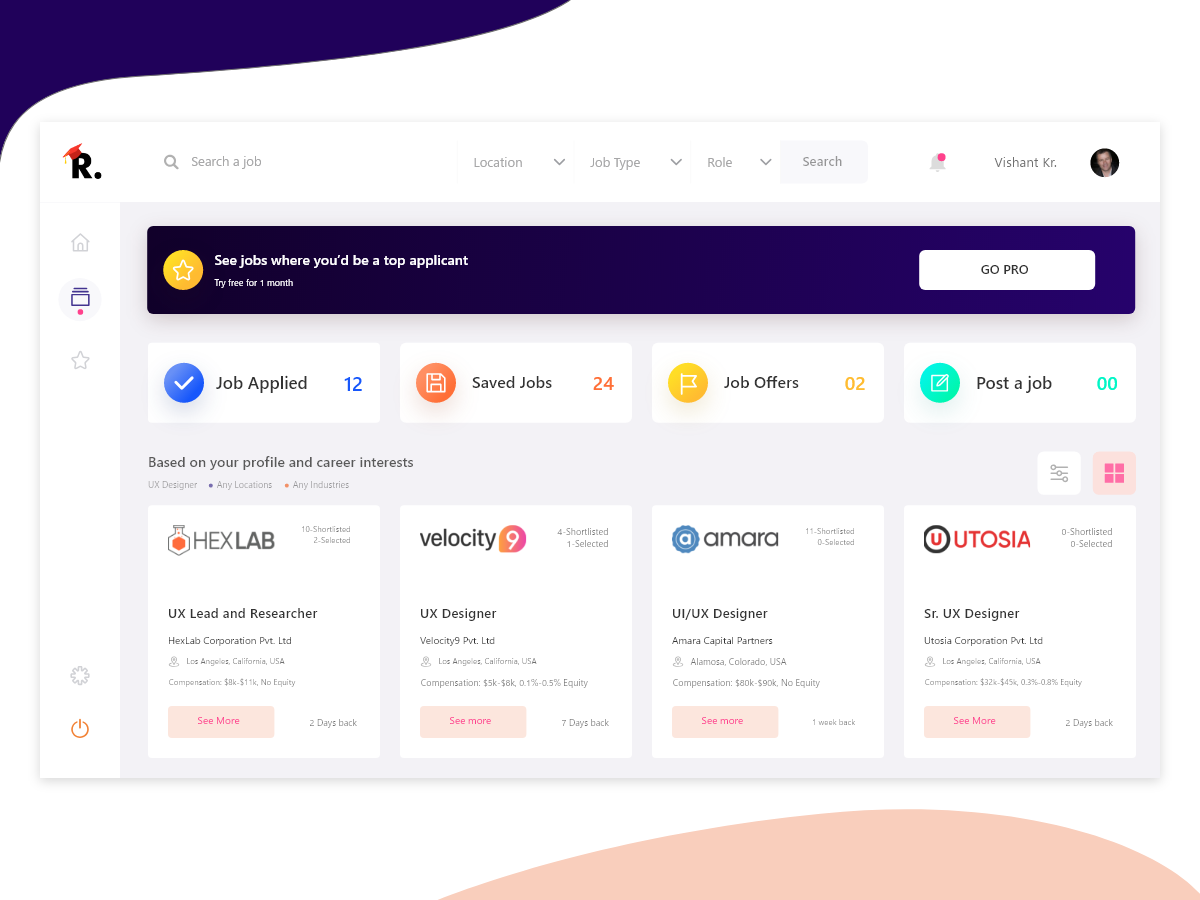 R.
Search a job
Location
Job Type
Role
Search
Vishant Kr.
See jobs where you'd be a top applicant
Try free for 1 month
GO PRO
Job Applied
12
Saved Jobs
24
Job Offers
02
Post a job
00
Based on your profile and career interests
UX Designer
Any Locations
Any Industries
HEXLAB
10-Shortlisted
2-Selected
UX Lead and Researcher
HexLab Corporation Pvt. Ltd
Los Angeles, California, USA
Compensation: $8k-$11k, No Equity
See More
2 Days back
velocity 9
4-Shortlisted
1-Selected
UX Designer
Velocity9 Pvt. Ltd
Los Angeles, California, USA
Compensation: $5k-$8k, 0.1%-0.5% Equity
See more
7 Days back
a amara
11-Shortlisted
0-Selected
UI/UX Designer
Amara Capital Partners
Alamosa, Colorado, USA
Compensation: $60k-$90k, No Equity
See more
1 week back
U UTOSIA
0-Shortlisted
0-Selected
Sr. UX Designer
Utosia Corporation Pvt. Ltd
Los Angeles, California, USA
Compensation: $32k-$45k, 0.3%-0.8% Equity
See More
2 Days back